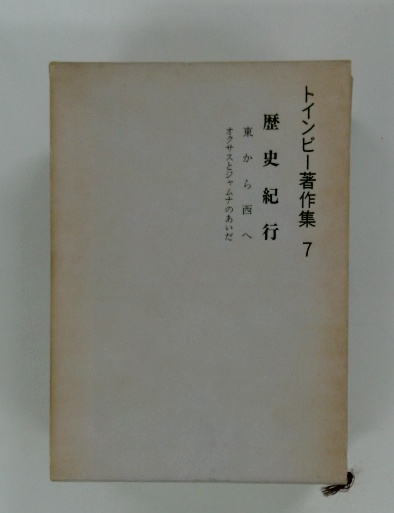 トインビー著作集 7
歴史紀行
東から西へ
オクサスとジャムナのあいだ